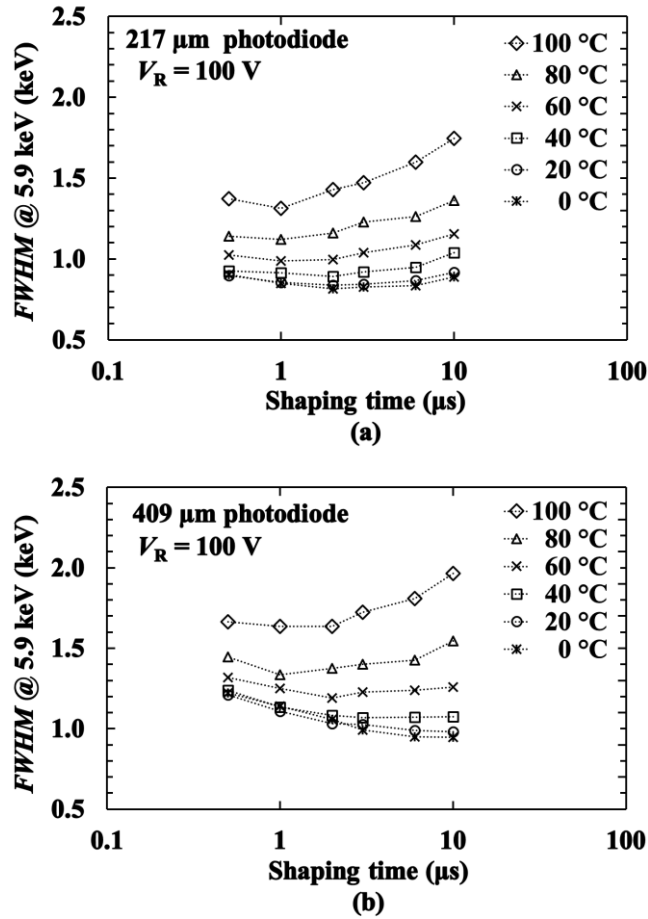 2.5
217 μm photodiode
VR = 100 V
100 °C
80 °C
60 °C
40 °C
20 °C
0 °C
2.0
1.5
1.0
0.5
FWHM @ 5.9 keV (keV)
0.1
1
10
100
Shaping time (μs)
(a)
2.5
409 μm photodiode
VR = 100 V
100 °C
80 °C
60 °C
40 °C
20 °C
0 °C
2.0
1.5
1.0
0.5
FWHM @ 5.9 keV (keV)
0.1
1
10
100
Shaping time (μs)
(b)